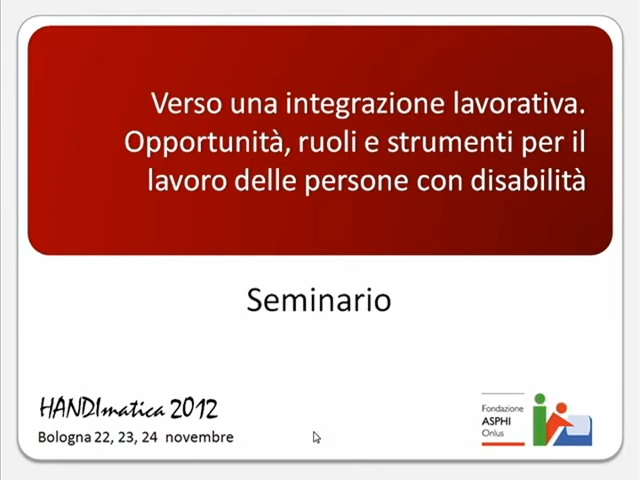 Verso una integrazione lavorativa.
Opportunità, ruoli e strumenti per il
lavoro delle persone con disabilità
Seminario
HANDImatica 2012
Bologna 22, 23, 24 novembre
Fondazione
ASPHI
Onlus